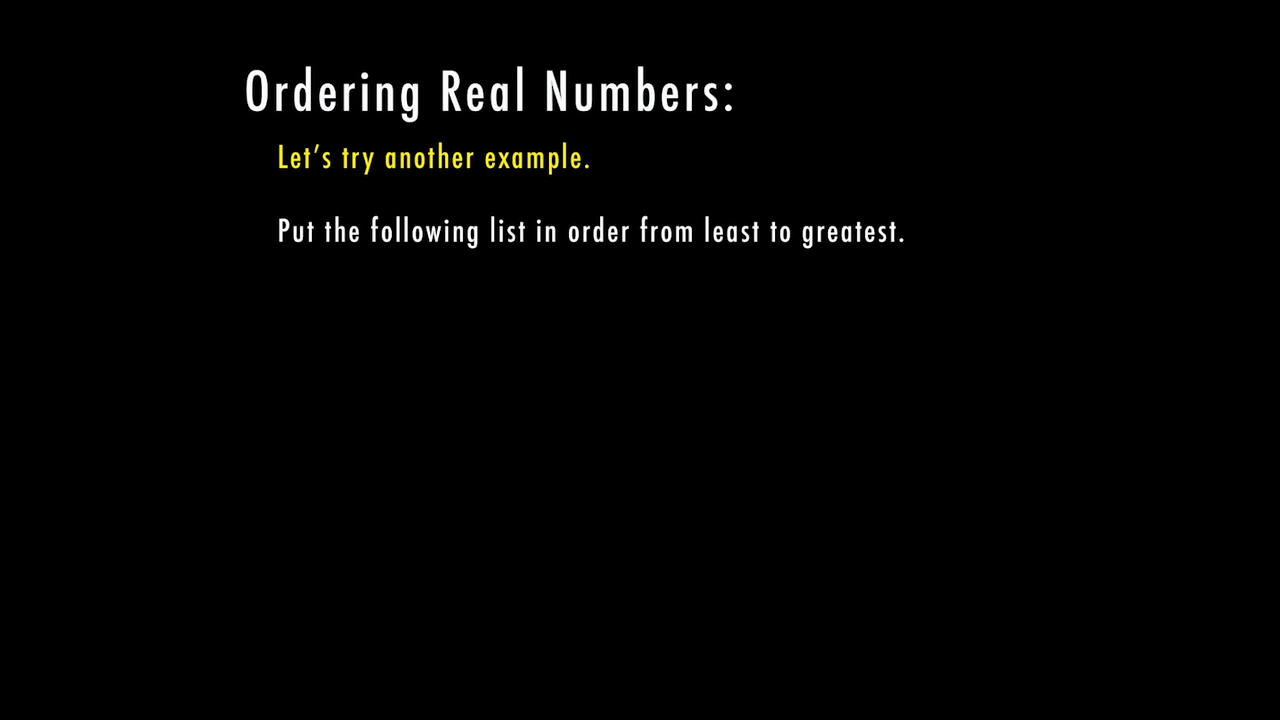 Ordering Real Numbers:
Let’s try another example.
Put the following list in order from least to greatest.